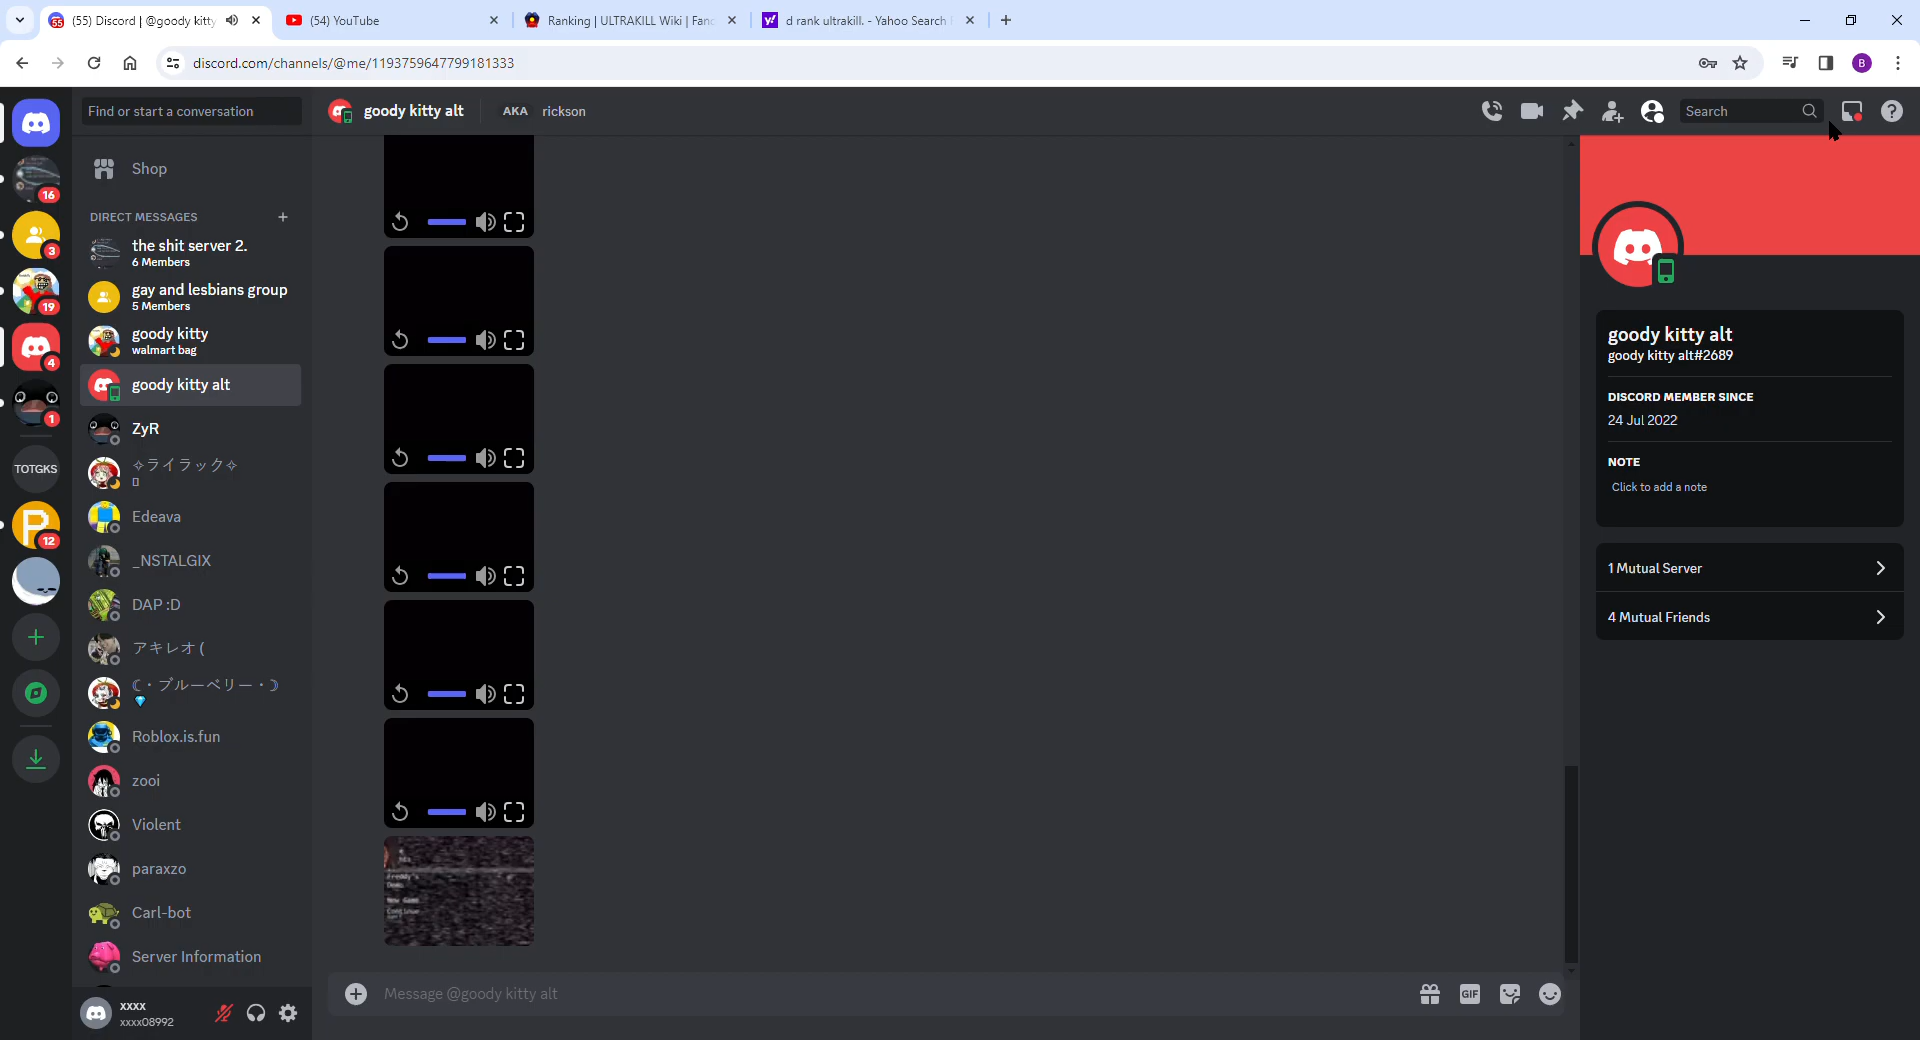 (55) Discord | @goody kitty
(54) YouTube
Ranking | ULTRAKILL Wiki | Fand
d rank ultrakill. - Yahoo Search
discord.com/channels/@me/1193759647799181333
B
Find or start a conversation
goody kitty alt
AKA
rickson
Search
16
3
19
4
1
TOTGKS
12
Shop
DIRECT MESSAGES
the shit server 2.
6 Members
gay and lesbians group
5 Members
goody kitty
walmart bag
goody kitty alt
ZyR
✧ライラック✧
Edeava
_NSTALGIX
DAP :D
アキレオ (
☾・ブルーベリー・☽
💎
Roblox.is.fun
zooi
Violent
paraxzo
Carl-bot
Server Information
xxxx
xxxx08992
Freddy's
Demo
New Game
Continue
Message @goody kitty alt
GIF
goody kitty alt
goody kitty alt#2689
DISCORD MEMBER SINCE
24 Jul 2022
NOTE
Click to add a note
1 Mutual Server
4 Mutual Friends